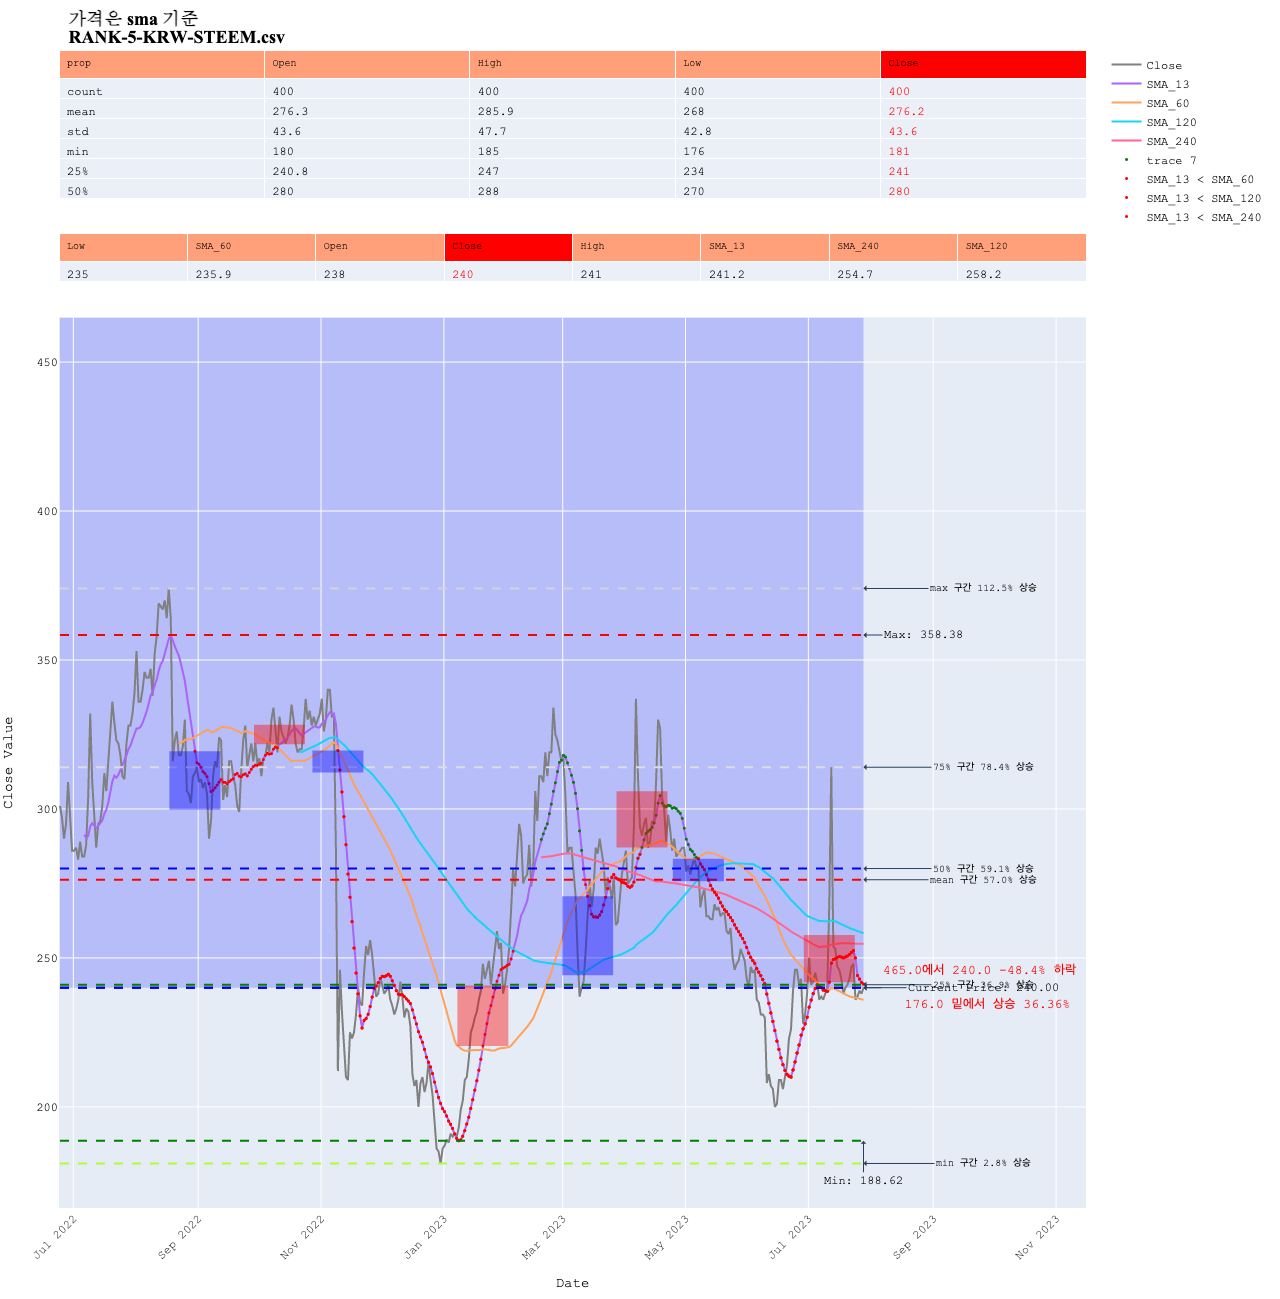 가격은 sma 기준
RANK-5-KRW-STEEM.csv
prop Open High Low Close
count 400 400 400 400
mean 276.3 285.9 268 276.2
std 43.6 47.7 42.8 43.6
min 180 185 176 181
25% 240.8 247 234 241
50% 280 288 270 280
Low SMA_60 Open Close High SMA_13 SMA_240 SMA_120
235 235.9 238 240 241 241.2 254.7 258.2
Close
SMA_13
SMA_60
SMA_120
SMA_240
trace 7
SMA_13 < SMA_60
SMA_13 < SMA_120
SMA_13 < SMA_240
Close Value
450
400
350
300
250
200
max 구간 112.5% 상승
Max: 358.38
75% 구간 78.4% 상승
50% 구간 59.1% 상승
mean 구간 57.0% 상승
465.0에서 240.0 -48.4% 하락
25% 구간 36.9% 상승
Current Price: 240.00
176.0 밑에서 상승 36.36%
min 구간 2.8% 상승
Min: 188.62
Jul 2022
Sep 2022
Nov 2022
Jan 2023
Mar 2023
May 2023
Jul 2023
Sep 2023
Nov 2023
Date